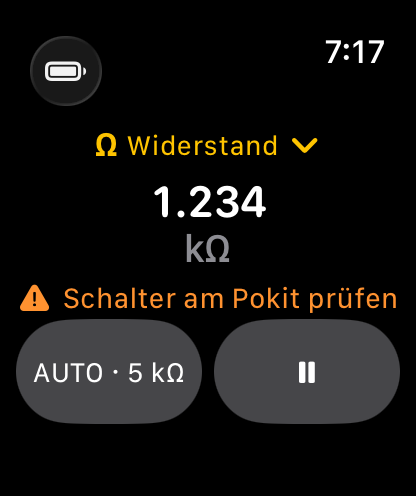 7:17
Ω Widerstand
1.234
kΩ
Schalter am Pokit prüfen
AUTO · 5 kΩ